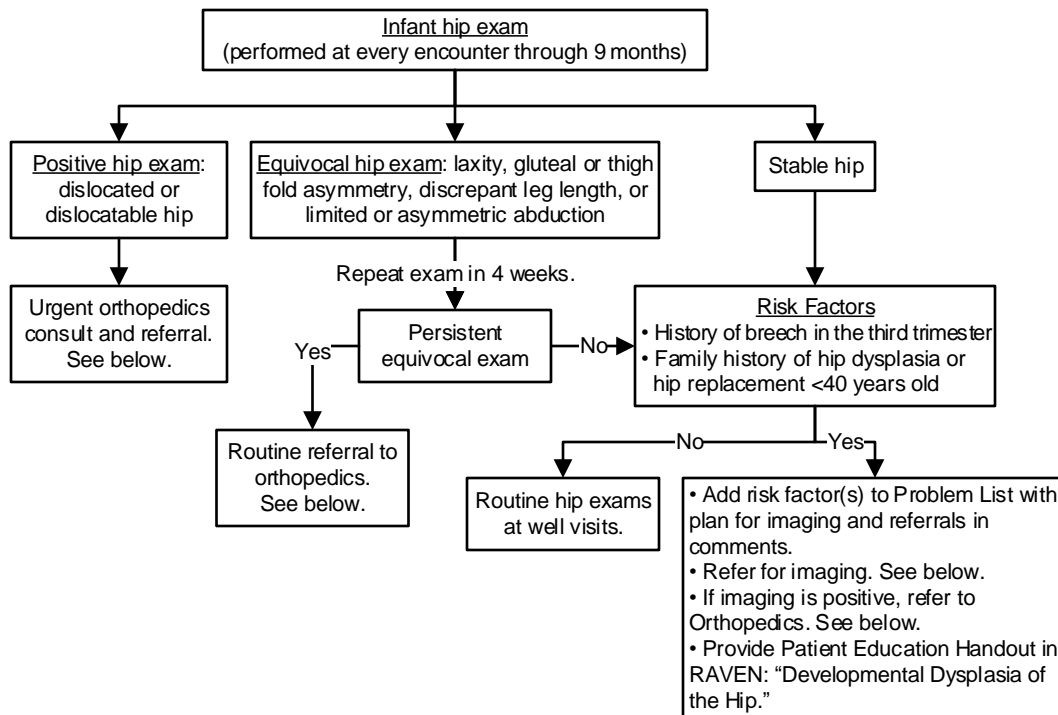 Infant hip exam
(performed at every encounter through 9 months)
Positive hip exam:
dislocated or
dislocatable hip
Equivocal hip exam: laxity, gluteal or thigh
fold asymmetry, discrepant leg length, or
limited or asymmetric abduction
Stable hip
Repeat exam in 4 weeks.
Urgent orthopedics
consult and referral.
See below.
Persistent
equivocal exam
Yes
No
Risk Factors
• History of breech in the third trimester
• Family history of hip dysplasia or
hip replacement <40 years old
Routine referral to
orthopedics.
See below.
No
Yes
Routine hip exams
at well visits.
• Add risk factor(s) to Problem List with
plan for imaging and referrals in
comments.
• Refer for imaging. See below.
• If imaging is positive, refer to
Orthopedics. See below.
• Provide Patient Education Handout in
RAVEN: “Developmental Dysplasia of
the Hip.”